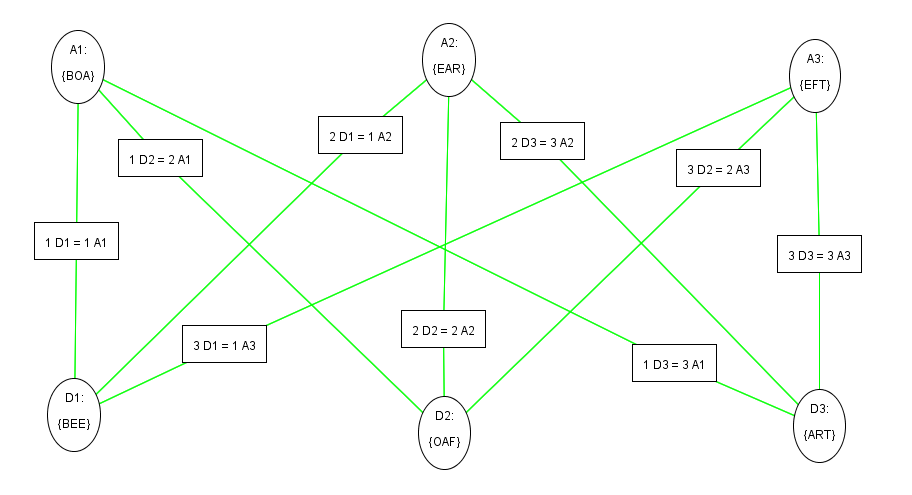 A1:
{BOA}
A2:
{EAR}
A3:
{EFT}
1 D2 = 2 A1
2 D1 = 1 A2
2 D3 = 3 A2
3 D2 = 2 A3
1 D1 = 1 A1
3 D3 = 3 A3
3 D1 = 1 A3
2 D2 = 2 A2
1 D3 = 3 A1
D1:
{BEE}
D2:
{OAF}
D3:
{ART}